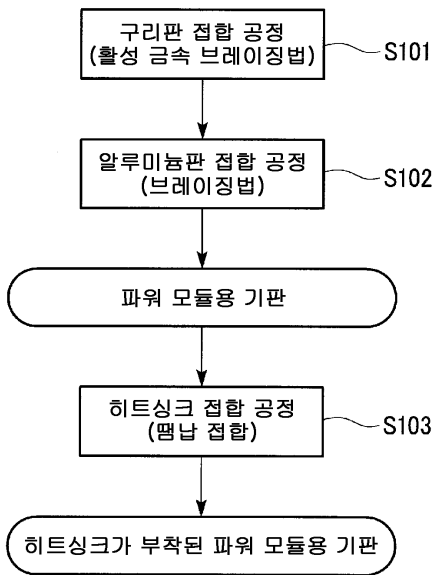 구리판 접합 공정
(활성 금속 브레이징법)
S101
알루미늄판 접합 공정
(브레이징법)
S102
파워 모듈용 기판
히트싱크 접합 공정
(땜납 접합)
S103
히트싱크가 부착된 파워 모듈용 기판